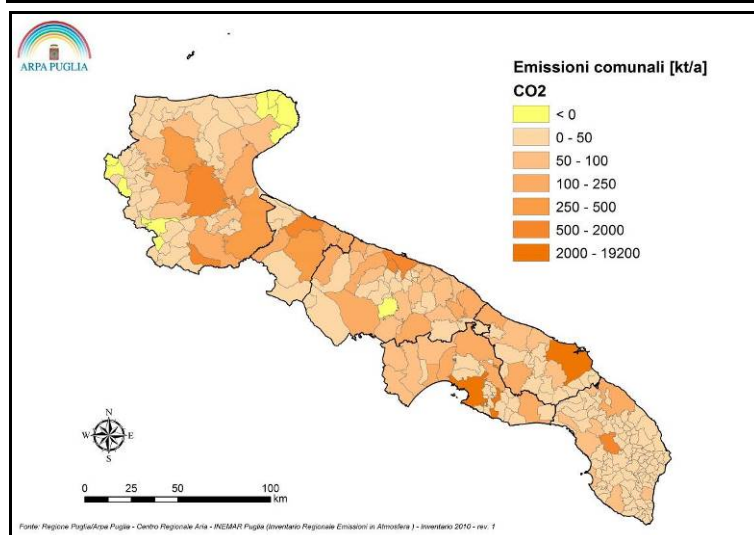 ARPA PUGLIA
Emissioni comunali [kt/a]
CO2
< 0
0 - 50
50 - 100
100 - 250
250 - 500
500 - 2000
2000 - 19200
N
W E
S
0 25 50 100
km
Fonte: Regione Puglia/Arpa Puglia - Centro Regionale Aria - INEMAR Puglia (Inventario Regionale Emissioni in Atmosfera ) - Inventario 2010 - rev. 1